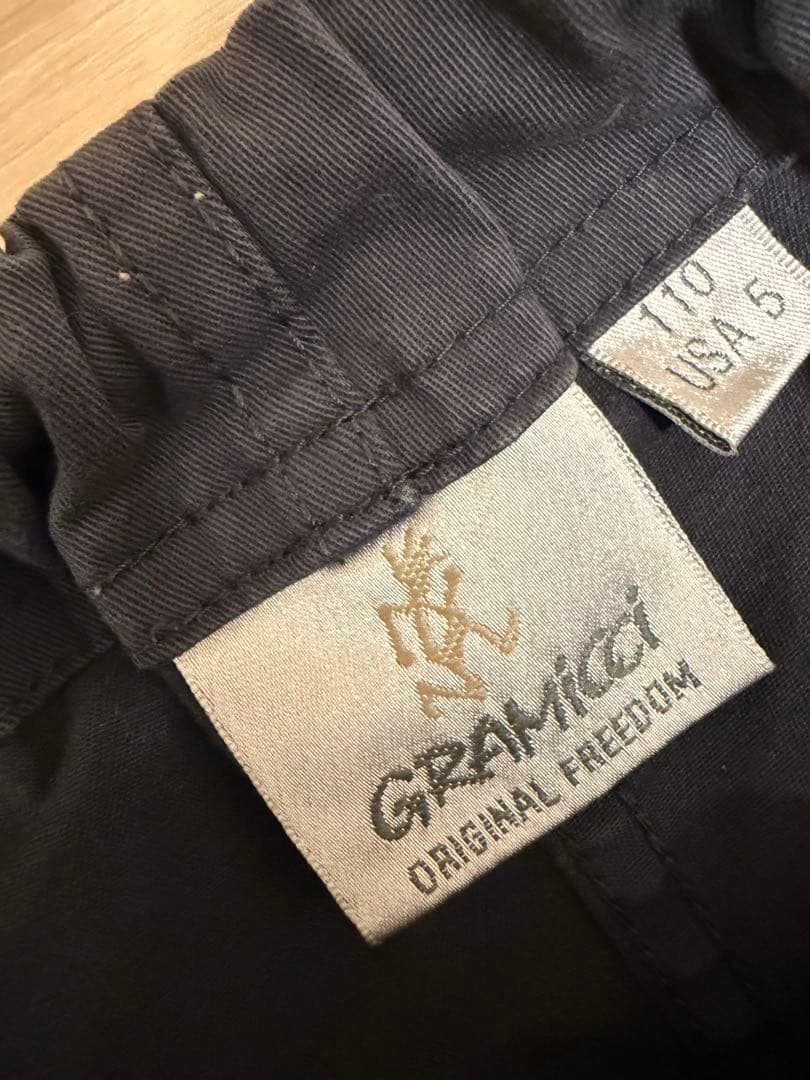 110
USA 5
GRAMiCCi
ORIGINAL FREEDOM